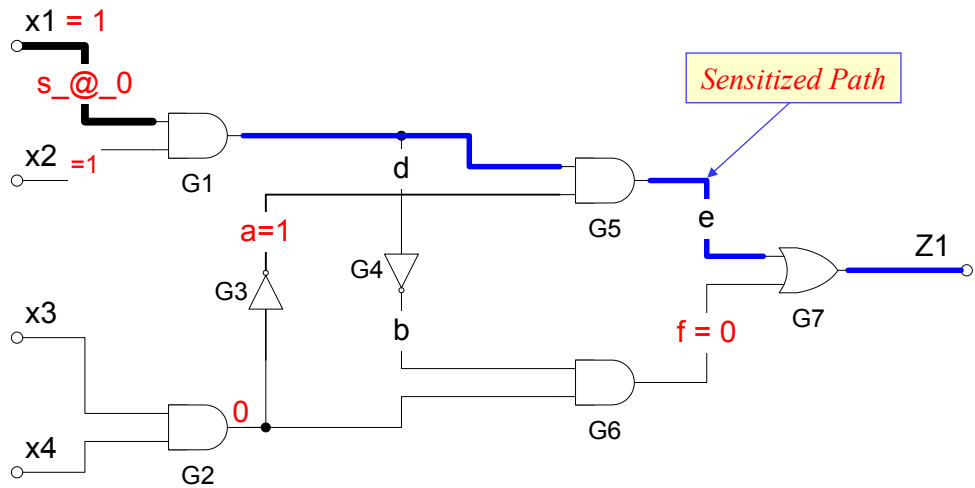 x1 = 1
s_@_0
Sensitized Path
x2 =1
G1
d
G5
e
a=1
G4
Z1
G3
G7
x3
b
f = 0
0
G6
x4
G2